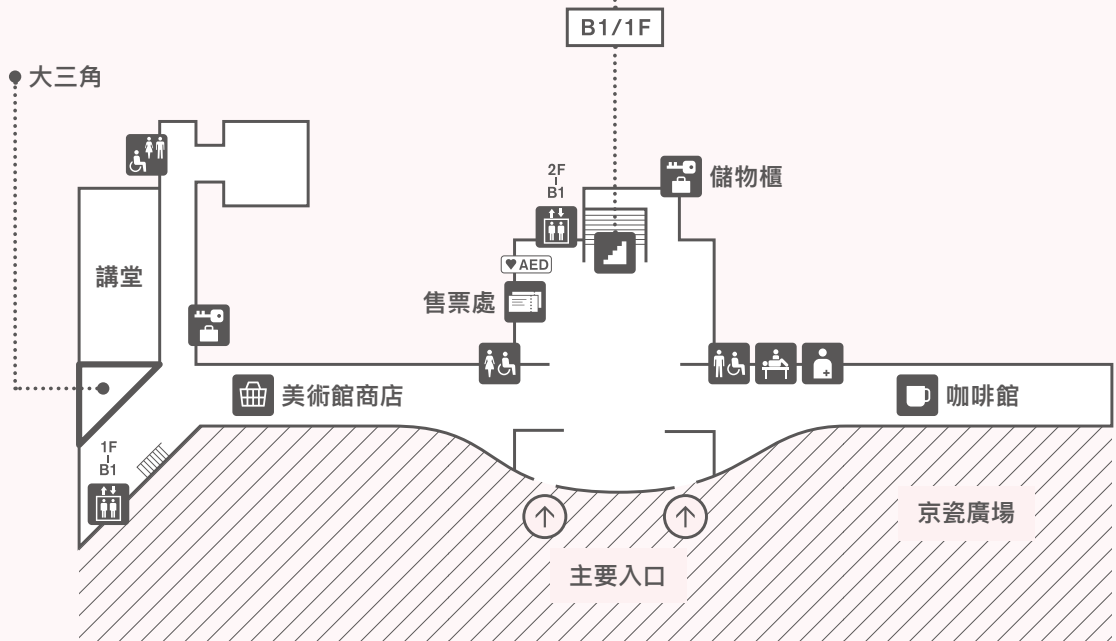 B1/1F
大三角
2F
B1
儲物櫃
講堂
AED
售票處
美術館商店
咖啡館
1F
B1
京瓷廣場
主要入口